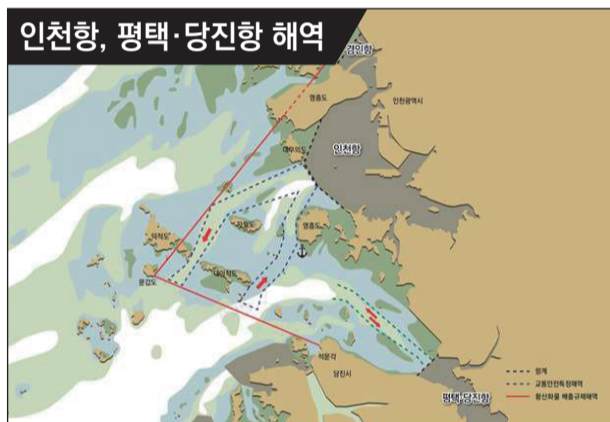 인천항, 평택·당진항 해역
경인항
영종도
인천광역시
인천항
대무의도
자월도
영흥도
덕적도
대이작도
문갑도
석문각
당진시
평택·당진항
항계
교통안전특정해역
황산화물 배출규제해역